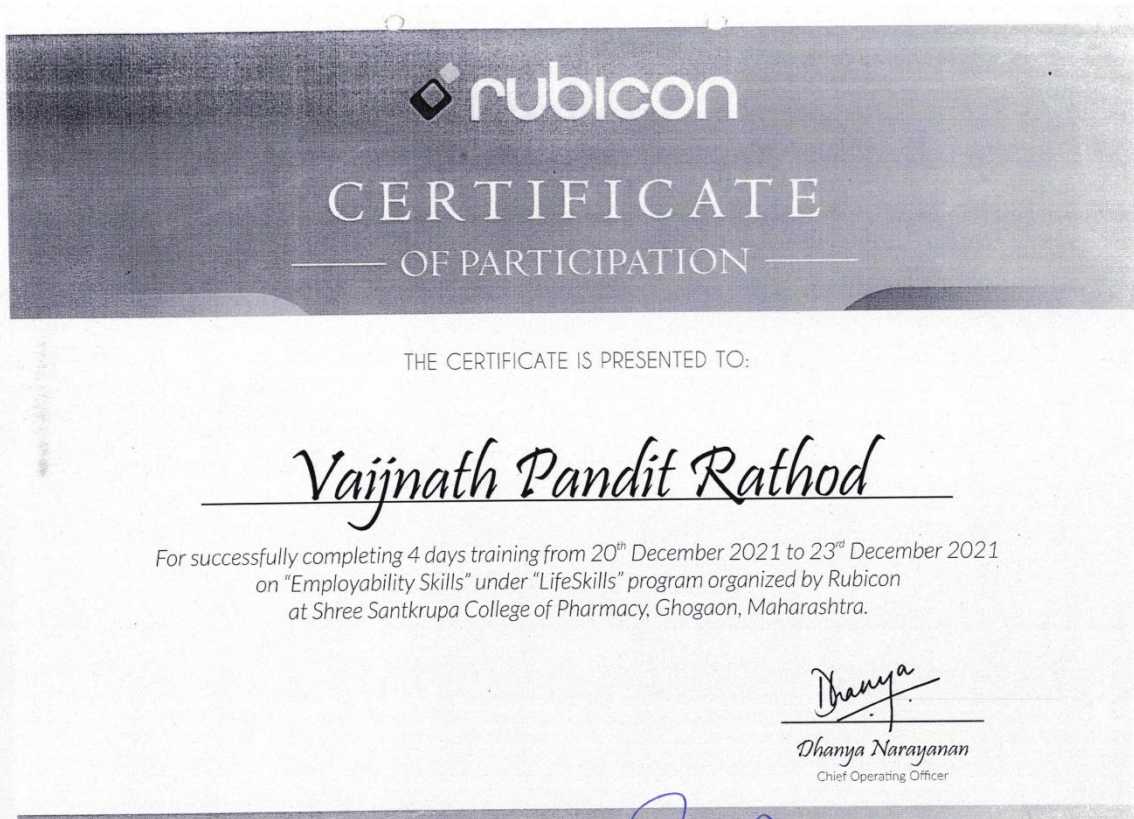 rubicon
CERTIFICATE
OF PARTICIPATION
THE CERTIFICATE IS PRESENTED TO:
Vaijnath Pandit Rathod
For successfully completing 4 days training from 20th December 2021 to 23rd December 2021
on "Employability Skills" under "LifeSkills" program organized by Rubicon
at Shree Santkrupa College of Pharmacy, Ghogaon, Maharashtra.
Dhanya
Dhanya Narayanan
Chief Operating Officer